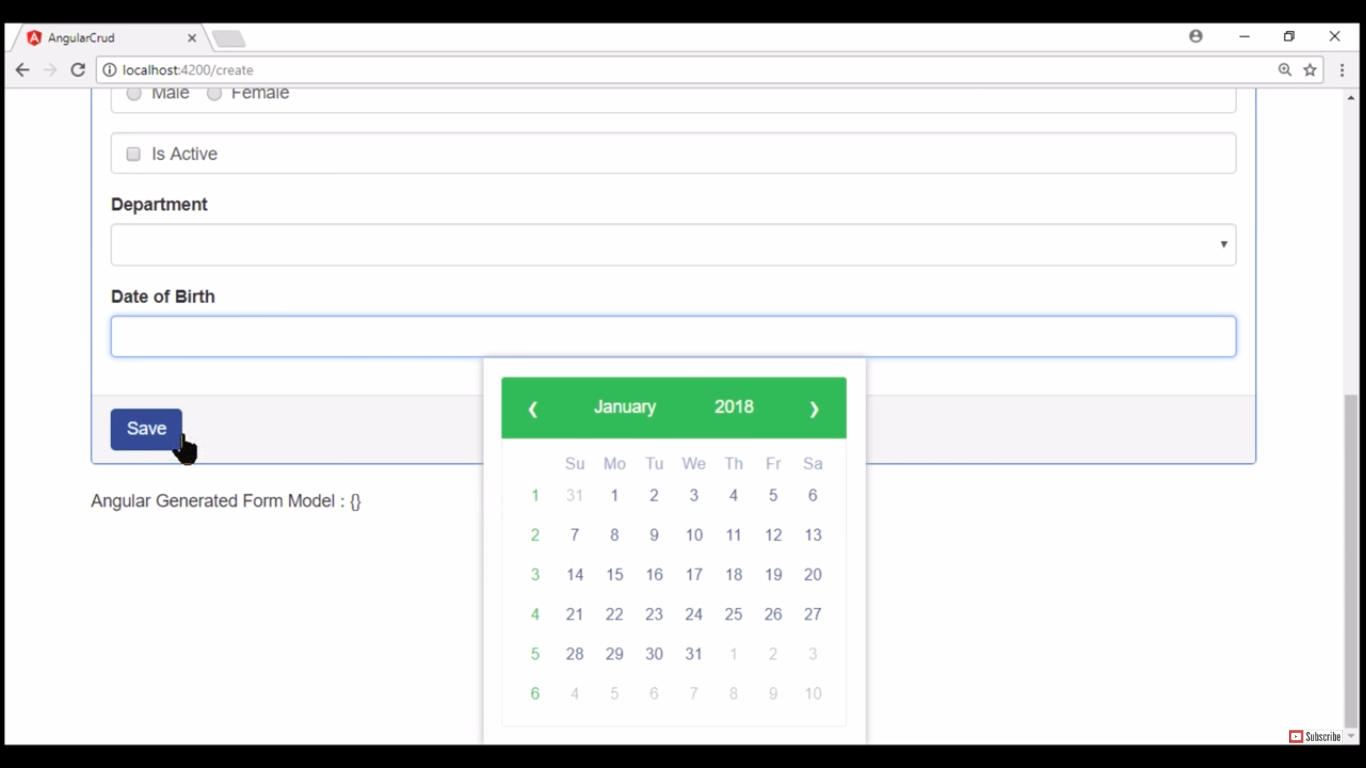 AngularCrud
localhost:4200/create
Male Female
Is Active
Department
Date of Birth
January 2018
Save
Su Mo Tu We Th Fr Sa
1 31 1 2 3 4 5 6
Angular Generated Form Model : {}
2 7 8 9 10 11 12 13
3 14 15 16 17 18 19 20
4 21 22 23 24 25 26 27
5 28 29 30 31 1 2 3
6 4 5 6 7 8 9 10
Subscribe